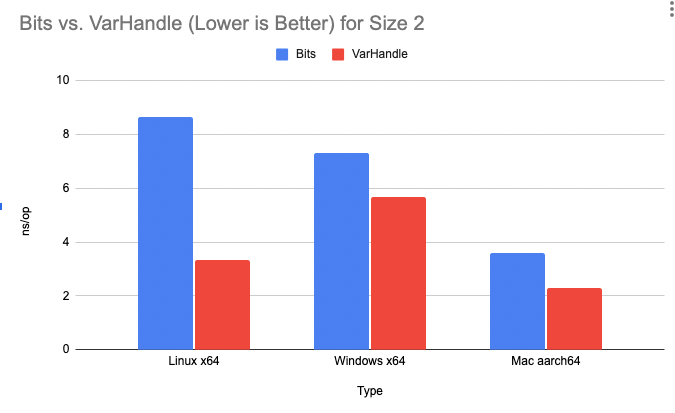 Bits vs. VarHandle (Lower is Better) for Size 2
Bits VarHandle
10
8
6
4
2
0
ns/op
Linux x64 Windows x64 Mac aarch64
Type